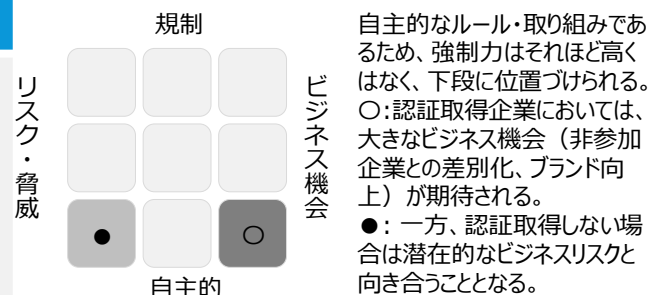 規制
リスク・脅威
ビジネス機会
●
〇
自主的
自主的なルール・取り組みであ
るため、強制力はそれほど高く
はなく、下段に位置づけられる。
〇：認証取得企業においては、
大きなビジネス機会（非参加
企業との差別化、ブランド向
上）が期待される。
●：一方、認証取得しない場
合は潜在的なビジネスリスクと
向き合うこととなる。